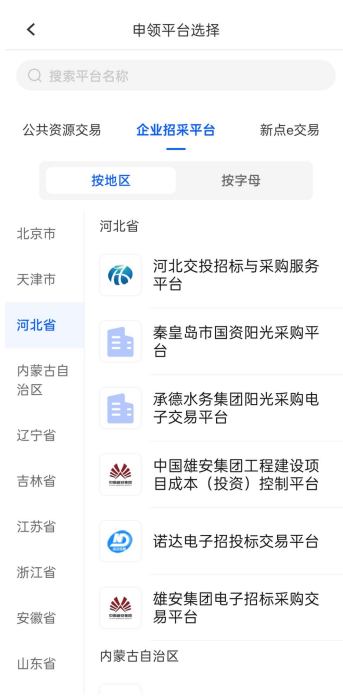 申领平台选择
搜索平台名称
公共资源交易
企业招采平台
新点e交易
按地区
按字母
北京市
天津市
河北省
内蒙古自
治区
辽宁省
吉林省
江苏省
浙江省
安徽省
山东省
河北省
河北交投招标与采购服务
平台
秦皇岛市国资阳光采购平
台
承德水务集团阳光采购电
子交易平台
中国雄安集团工程建设项
目成本（投资）控制平台
诺达电子招投标交易平台
雄安集团电子招标采购交
易平台
内蒙古自治区